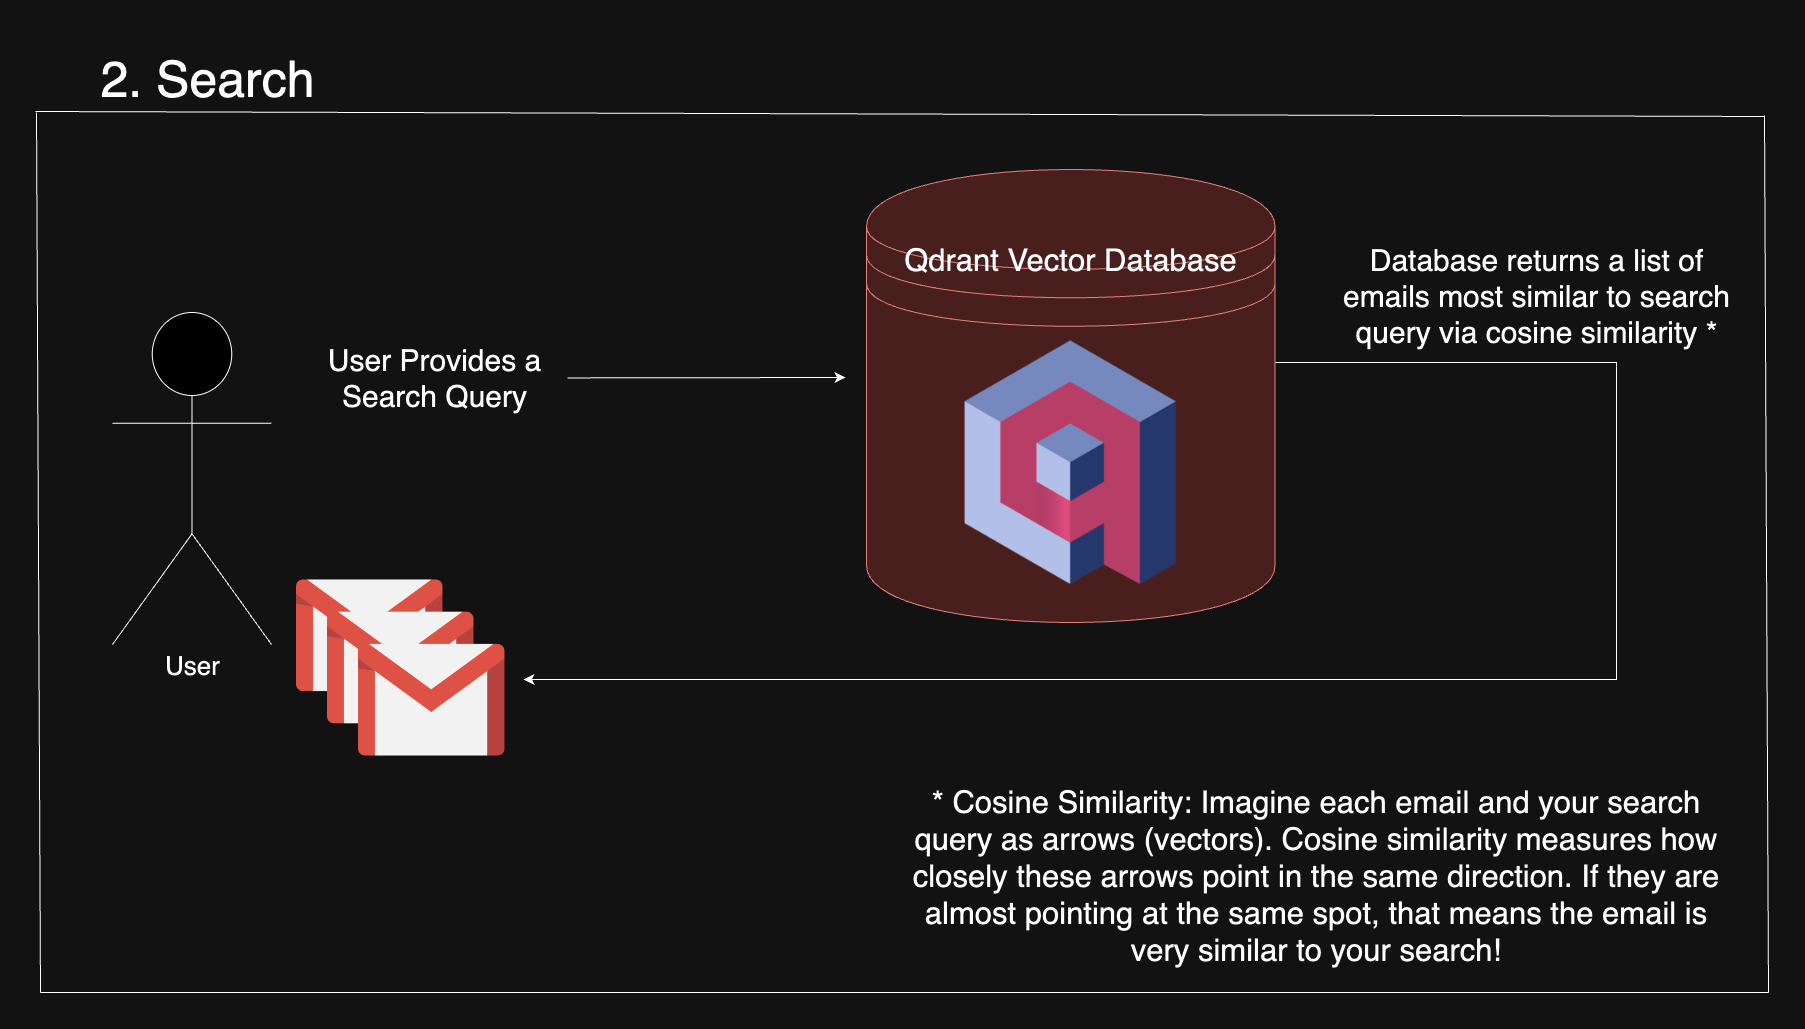 2. Search
Qdrant Vector Database
Database returns a list of
emails most similar to search
query via cosine similarity *
User Provides a
Search Query
User
* Cosine Similarity: Imagine each email and your search
query as arrows (vectors). Cosine similarity measures how
closely these arrows point in the same direction. If they are
almost pointing at the same spot, that means the email is
very similar to your search!